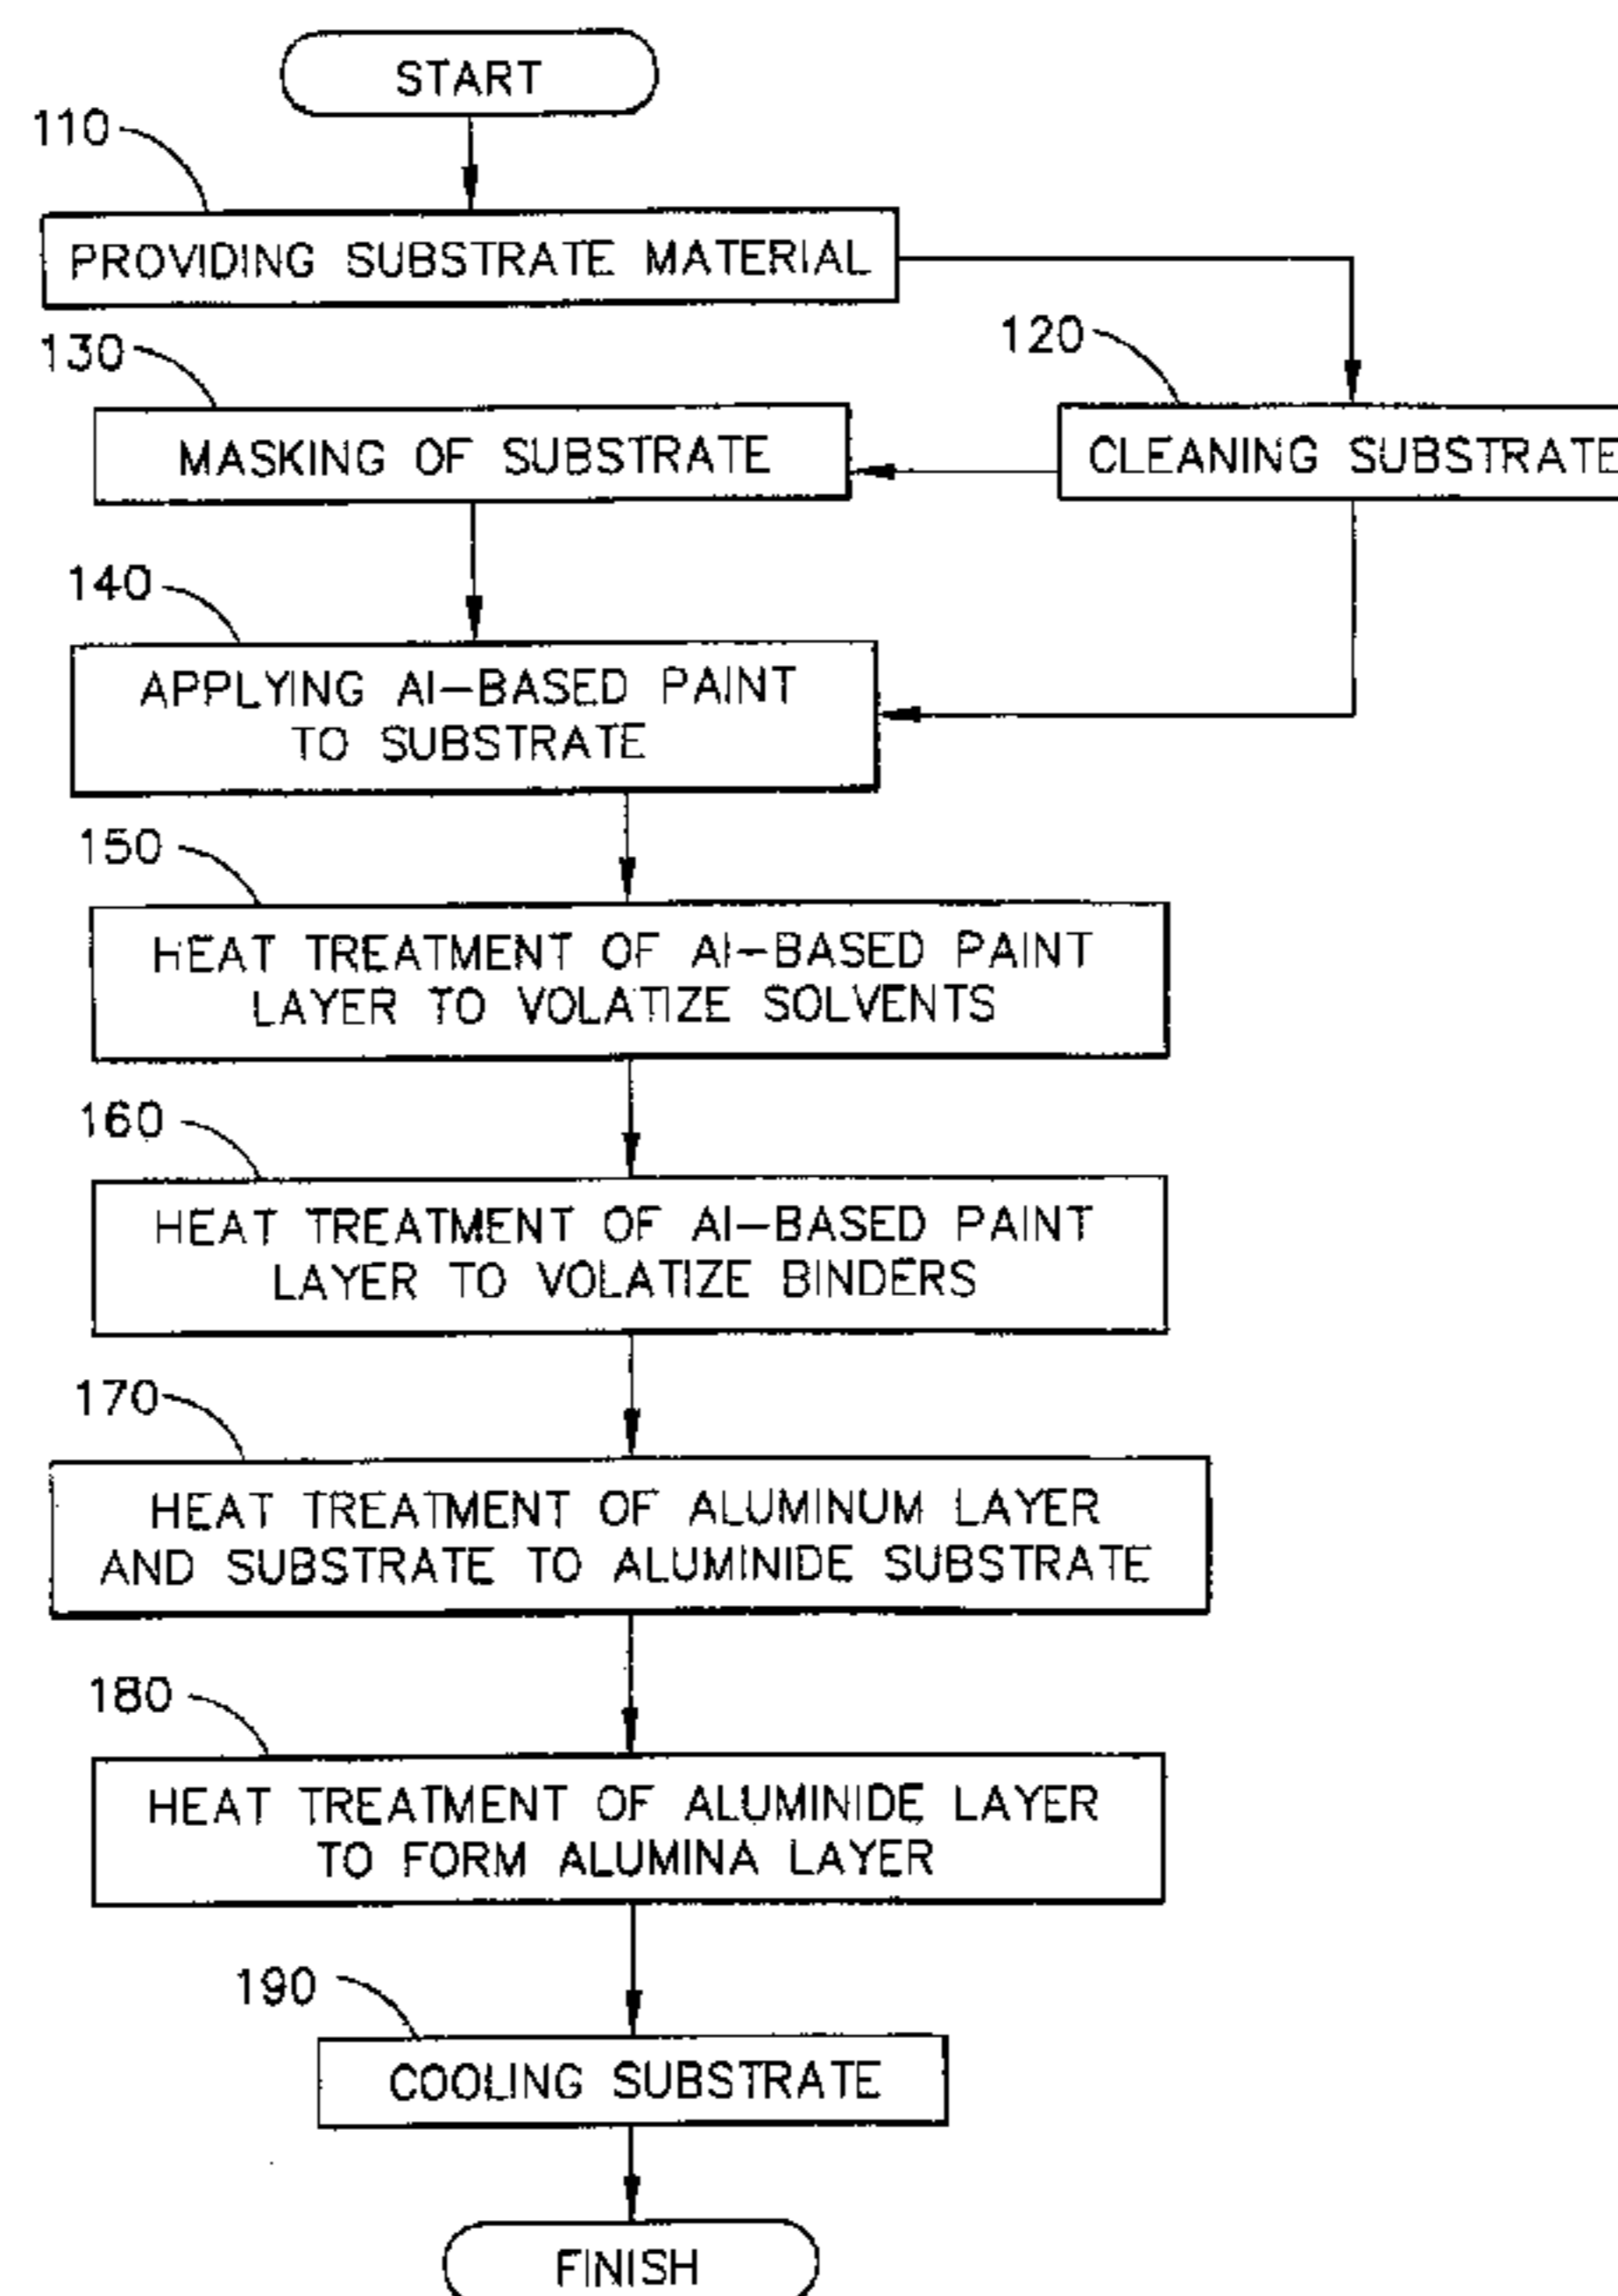 START
110
PROVIDING SUBSTRATE MATERIAL
130
120
MASKING OF SUBSTRATE
CLEANING SUBSTRATE
140
APPLYING Al-BASED PAINT
TO SUBSTRATE
150
HEAT TREATMENT OF Al-BASED PAINT
LAYER TO VOLATIZE SOLVENTS
160
HEAT TREATMENT OF Al-BASED PAINT
LAYER TO VOLATIZE BINDERS
170
HEAT TREATMENT OF ALUMINUM LAYER
AND SUBSTRATE TO ALUMINIDE SUBSTRATE
180
HEAT TREATMENT OF ALUMINIDE LAYER
TO FORM ALUMINA LAYER
190
COOLING SUBSTRATE
FINISH